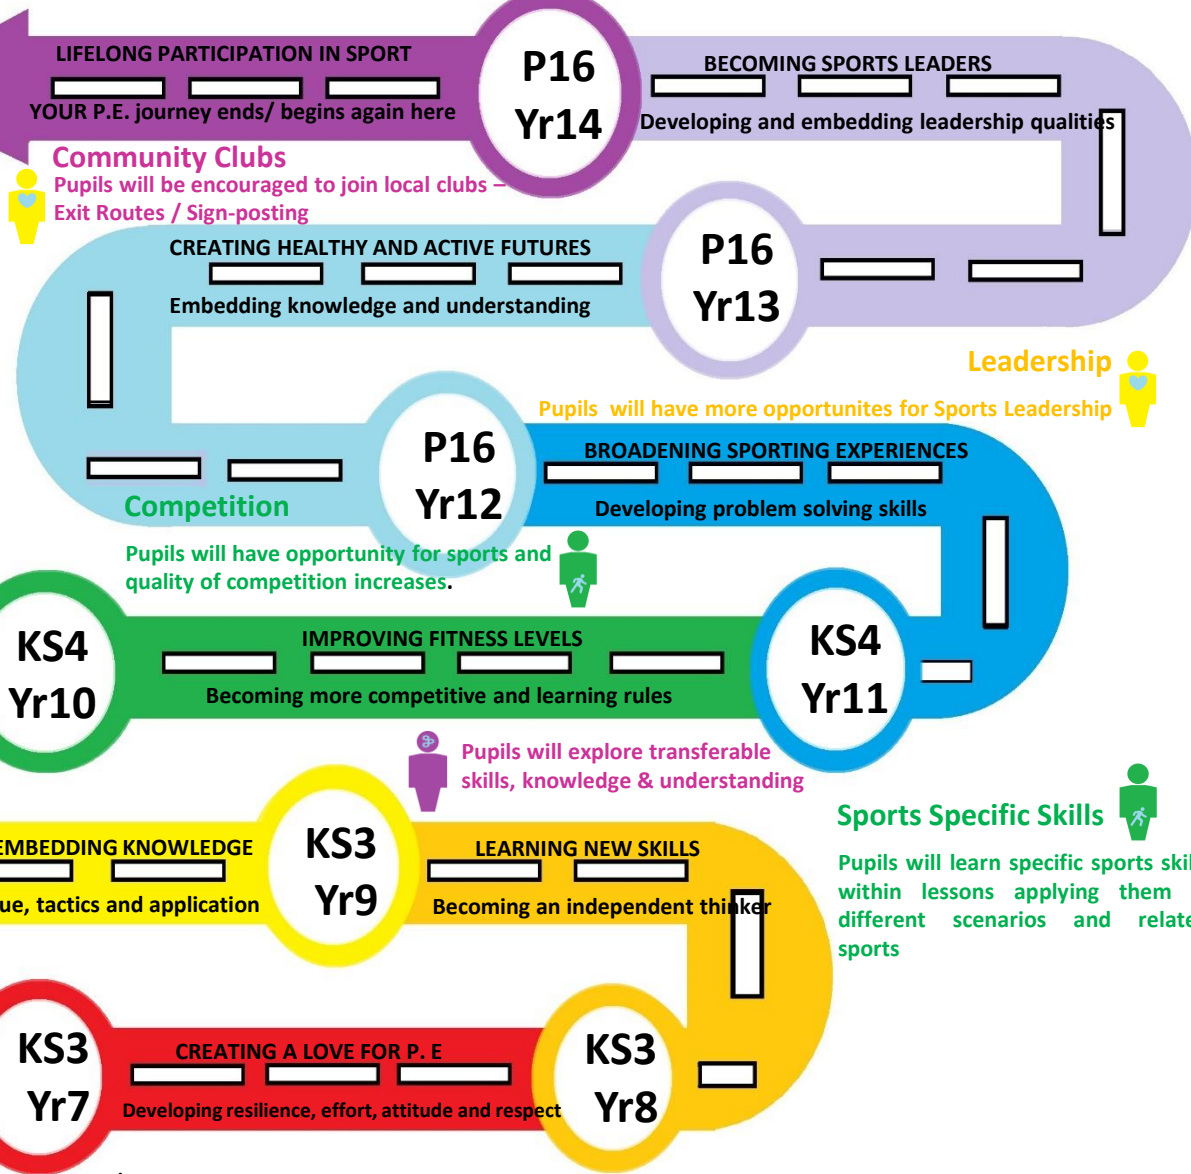 LIFELONG PARTICIPATION IN SPORT
YOUR P.E. journey ends/ begins again here
P16
Yr14
BECOMING SPORTS LEADERS
Developing and embedding leadership qualities
Community Clubs
Pupils will be encouraged to join local clubs –
Exit Routes / Sign-posting
CREATING HEALTHY AND ACTIVE FUTURES
Embedding knowledge and understanding
P16
Yr13
Leadership
Pupils will have more opportunites for Sports Leadership
P16
Yr12
BROADENING SPORTING EXPERIENCES
Developing problem solving skills
Competition
Pupils will have opportunity for sports and
quality of competition increases.
KS4
Yr10
IMPROVING FITNESS LEVELS
Becoming more competitive and learning rules
KS4
Yr11
Pupils will explore transferable
skills, knowledge & understanding
Sports Specific Skills
Pupils will learn specific sports skil
within lessons applying them
different scenarios and relate
sports
EMBEDDING KNOWLEDGE
ue, tactics and application
KS3
Yr9
LEARNING NEW SKILLS
Becoming an independent thinker
KS3
Yr7
CREATING A LOVE FOR P. E
Developing resilience, effort, attitude and respect
KS3
Yr8